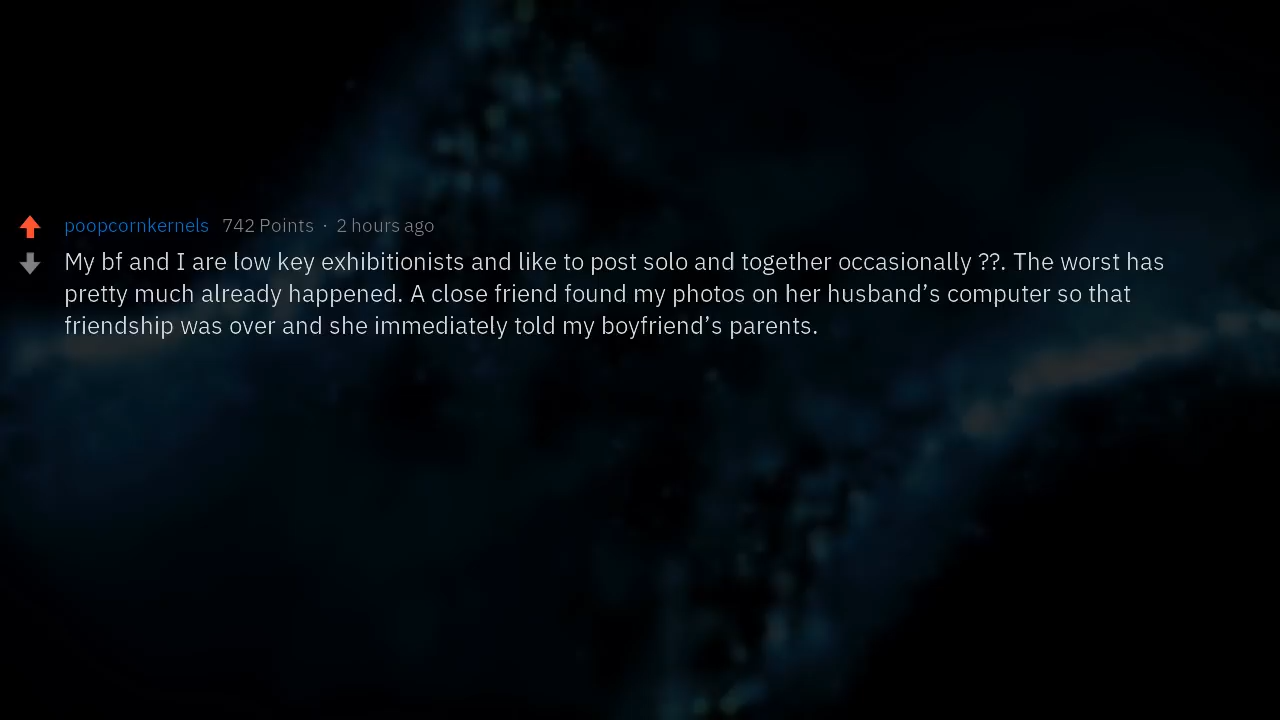 popcornkernels 742 Points · 2 hours ago
My bf and I are low key exhibitionists and like to post solo and together occasionally ??. The worst has
pretty much already happened. A close friend found my photos on her husband’s computer so that
friendship was over and she immediately told my boyfriend’s parents.